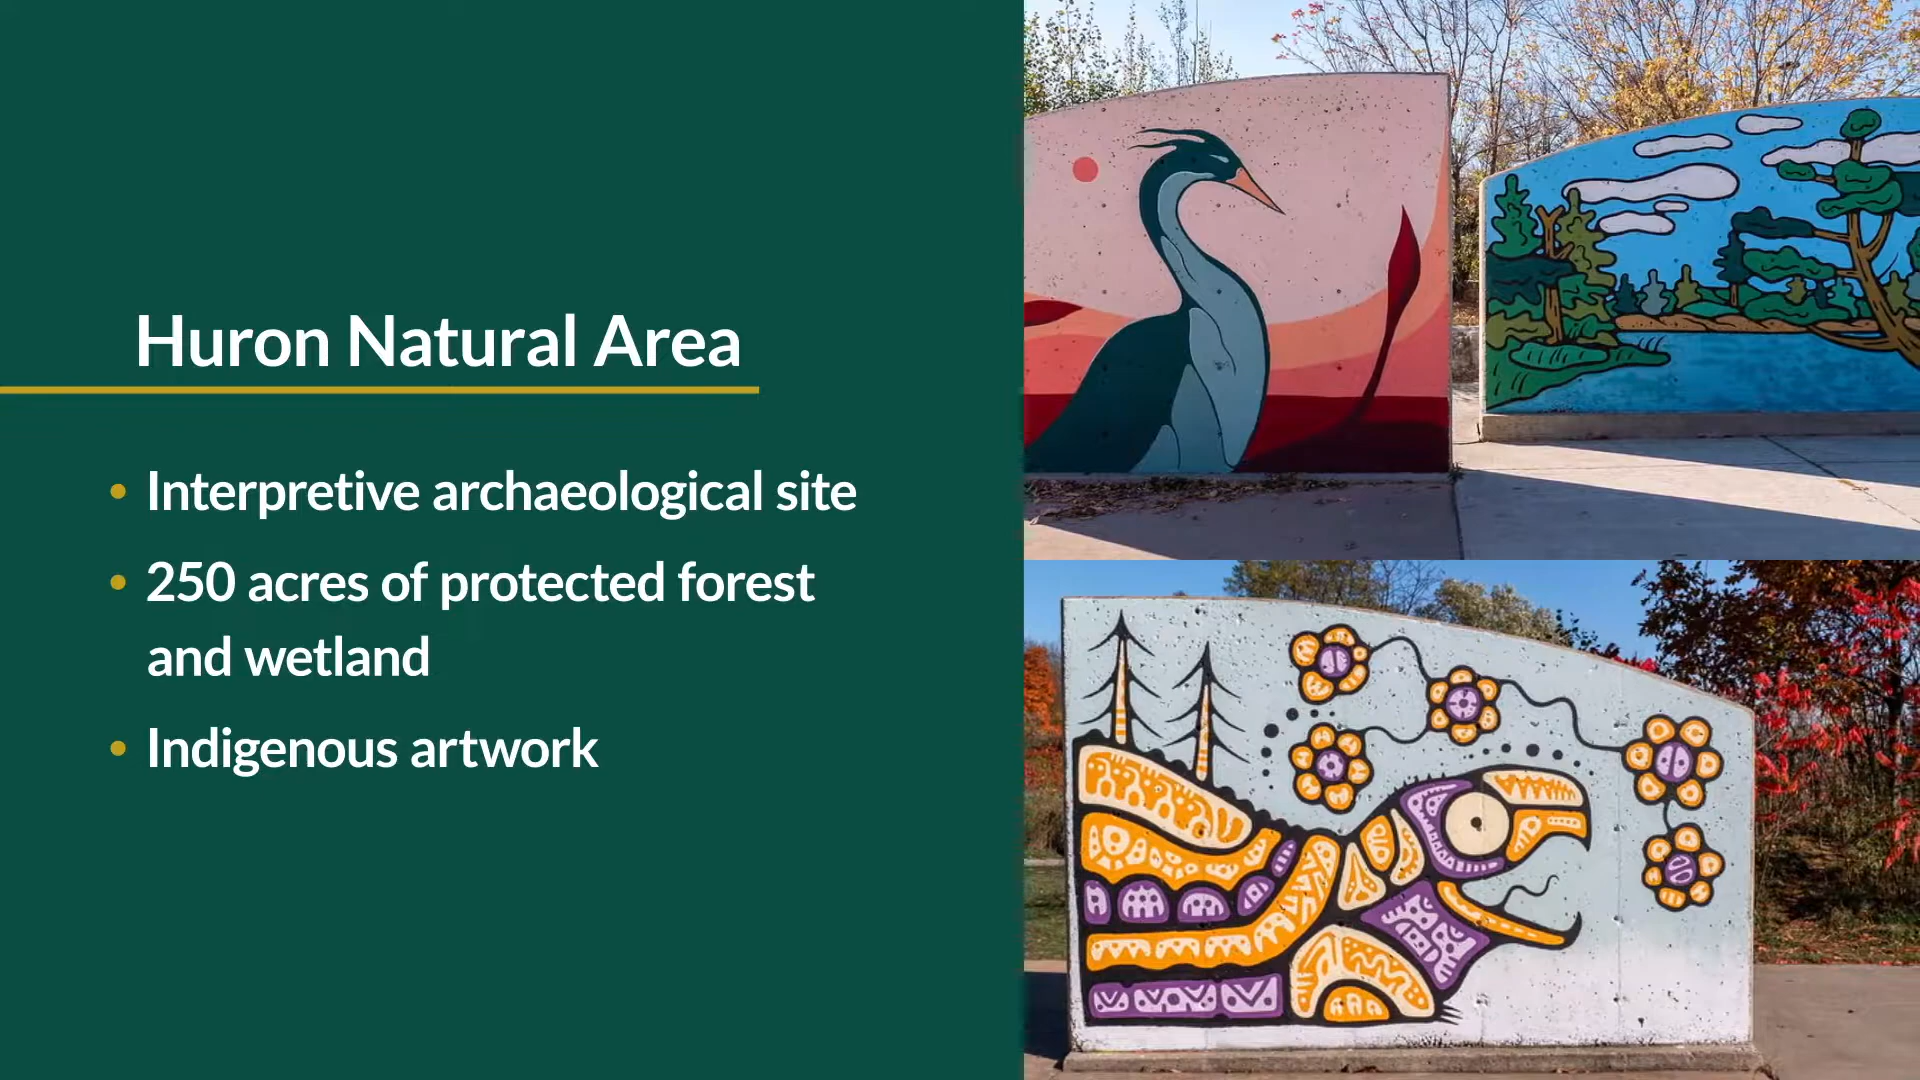 Huron Natural Area
• Interpretive archaeological site
• 250 acres of protected forest
and wetland
• Indigenous artwork